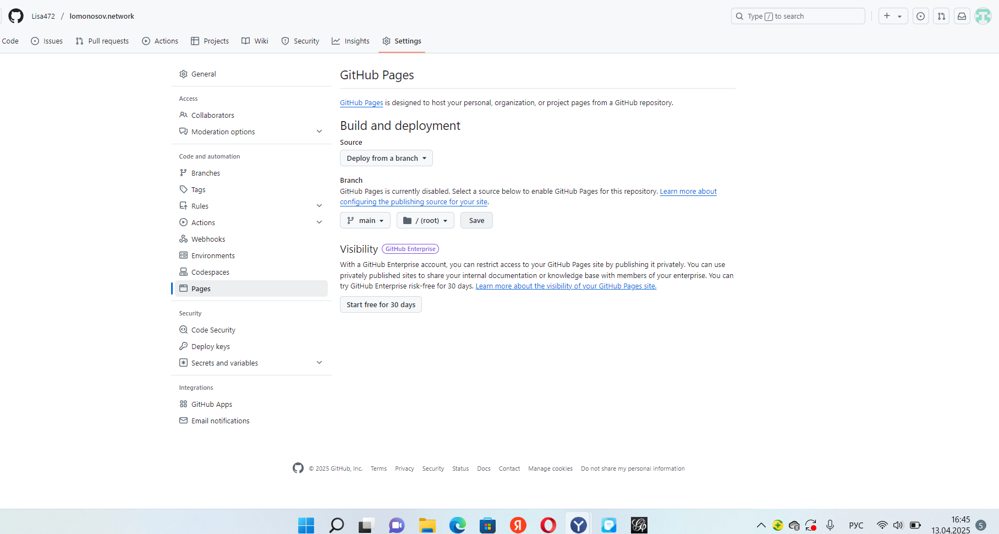 Lisa472 / lomonosov.network
Type / to search
Code Issues Pull requests Actions Projects Wiki Security Insights Settings
General
Access
Collaborators
Moderation options
Code and automation
Branches
Tags
Rules
Actions
Webhooks
Environments
Codespaces
Pages
Security
Code Security
Deploy keys
Secrets and variables
Integrations
GitHub Apps
Email notifications
GitHub Pages
GitHub Pages is designed to host your personal, organization, or project pages from a GitHub repository.
Build and deployment
Source
Deploy from a branch
Branch
GitHub Pages is currently disabled. Select a source below to enable GitHub Pages for this repository. Learn more about
configuring the publishing source for your site.
main / (root) Save
Visibility GitHub Enterprise
With a GitHub Enterprise account, you can restrict access to your GitHub Pages site by publishing it privately. You can use
privately published sites to share your internal documentation or knowledge base with members of your enterprise. You can
try GitHub Enterprise risk-free for 30 days. Learn more about the visibility of your GitHub Pages site.
Start free for 30 days
© 2025 GitHub, Inc. Terms Privacy Security Status Docs Contact Manage cookies Do not share my personal information
Я
РУС
16:45
13.04.2025
5